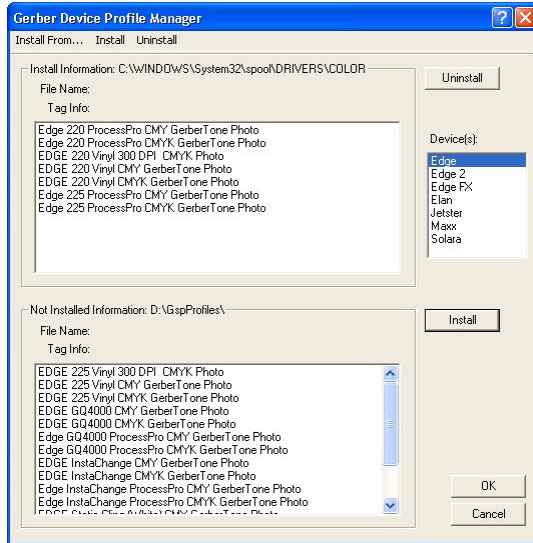 Gerber Device Profile Manager
Install From... Install Uninstall
Install Information: C:\WINDOWS\System32\spool\DRIVERS\COLOR
Uninstall
File Name:
Tag Info:
Edge 220 ProcessPro CMY GerberTone Photo
Edge 220 ProcessPro CMYK GerberTone Photo
EDGE 220 Vinyl 300 DPI CMYK Photo
EDGE 220 Vinyl CMY GerberTone Photo
EDGE 220 Vinyl CMYK GerberTone Photo
Edge 225 ProcessPro CMY GerberTone Photo
Edge 225 ProcessPro CMYK GerberTone Photo
Device(s):
Edge
Edge 2
Edge FX
Elan
Jetster
Maxx
Solara
Not Installed Information: D:\GspProfiles\
Install
File Name:
Tag Info:
EDGE 225 Vinyl 300 DPI CMYK Photo
EDGE 225 Vinyl CMY GerberTone Photo
EDGE 225 Vinyl CMYK GerberTone Photo
EDGE GQ4000 CMY GerberTone Photo
EDGE GQ4000 CMYK GerberTone Photo
Edge GQ4000 ProcessPro CMY GerberTone Photo
Edge GQ4000 ProcessPro CMYK GerberTone Photo
EDGE InstaChange CMY GerberTone Photo
EDGE InstaChange CMYK GerberTone Photo
Edge InstaChange ProcessPro CMY GerberTone Photo
Edge InstaChange ProcessPro CMYK GerberTone Photo
EDGE Static Cling (White) CMY GerberTone Photo
OK
Cancel